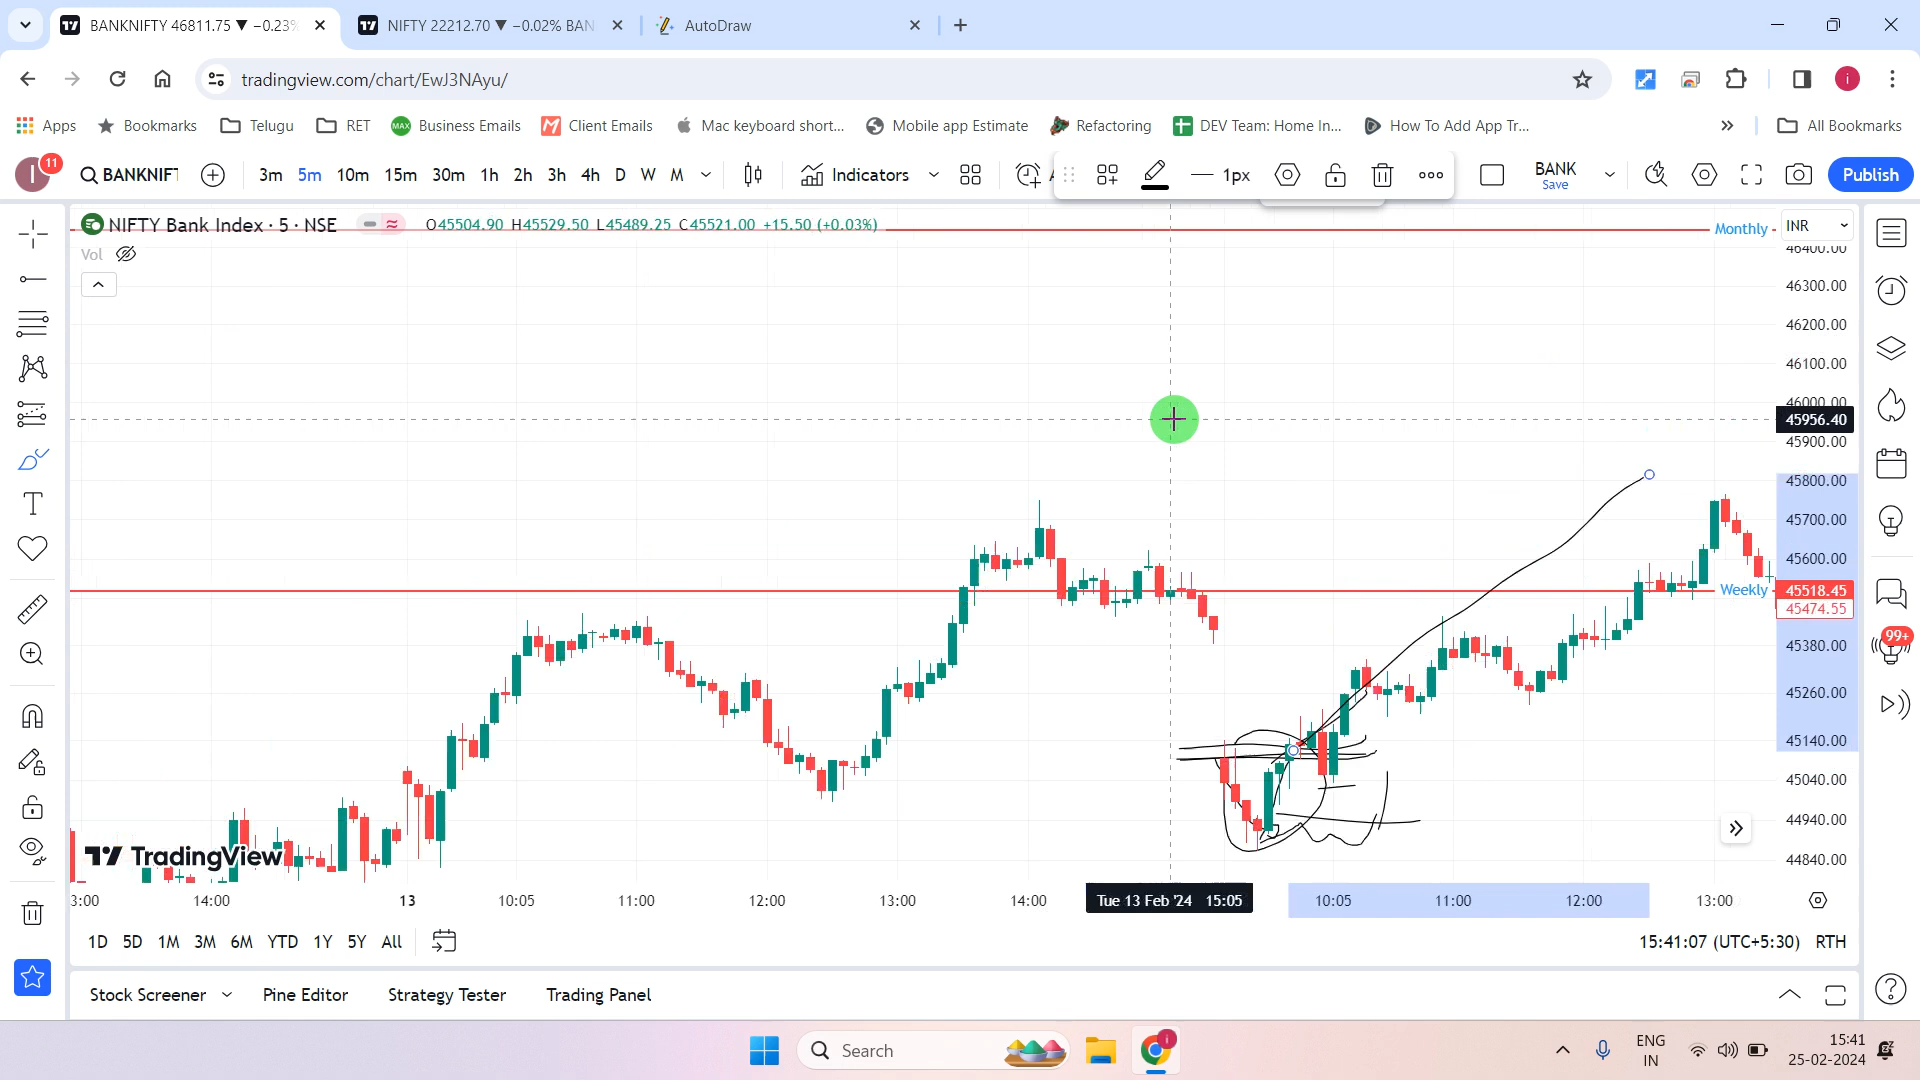 BANKNIFTY 46811.75 ▼ −0.23%
NIFTY 22212.70 ▼ −0.02% BAN
AutoDraw
tradingview.com/chart/EwJ3NAyu/
i
Apps
Bookmarks
Telugu
RET
MAX
Business Emails
Client Emails
Mac keyboard short...
Mobile app Estimate
Refactoring
DEV Team: Home In...
How To Add App Tr...
»
All Bookmarks
I
11
BANKNIFT
3m
5m
10m
15m
30m
1h
2h
3h
4h
D
W
M
Indicators
1px
BANK
Save
Publish
NIFTY Bank Index · 5 · NSE
O45504.90 H45529.50 L45489.25 C45521.00 +15.50 (+0.03%)
Monthly
INR
Vol
46400.00
46300.00
46200.00
46100.00
46000.00
45956.40
45900.00
45800.00
45700.00
45600.00
Weekly
45518.45
45474.55
45380.00
45260.00
45140.00
45040.00
44940.00
44840.00
99+
TradingView
3:00
14:00
13
10:05
11:00
12:00
13:00
14:00
Tue 13 Feb '24 15:05
10:05
11:00
12:00
13:00
1D
5D
1M
3M
6M
YTD
1Y
5Y
All
15:41:07 (UTC+5:30)
RTH
Stock Screener
Pine Editor
Strategy Tester
Trading Panel
Search
ENG
IN
15:41
25-02-2024